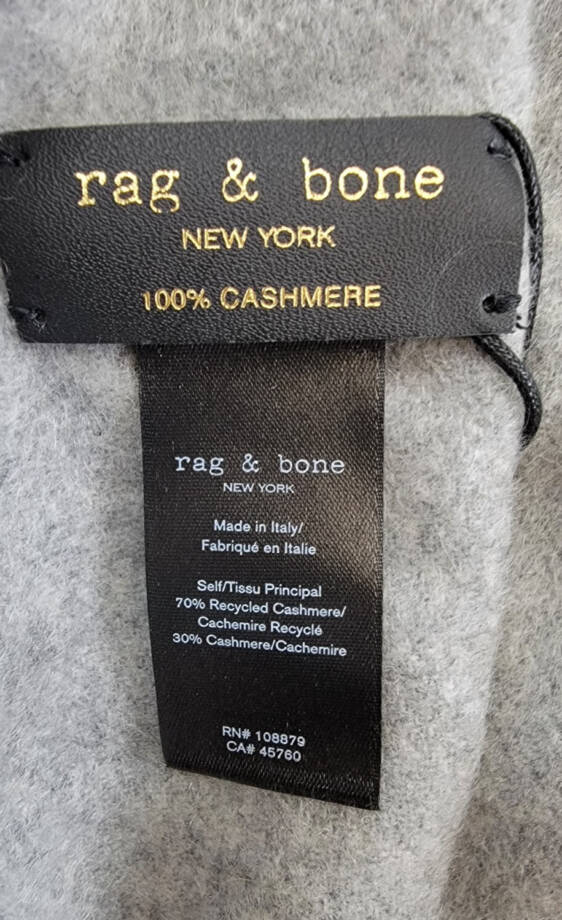 rag & bone
NEW YORK
100% CASHMERE
rag & bone
NEW YORK
Made in Italy/
Fabriqué en Italie
Self/Tissu Principal
70% Recycled Cashmere/
Cachemire Recyclé
30% Cashmere/Cachemire
RN# 108879
CA# 45760